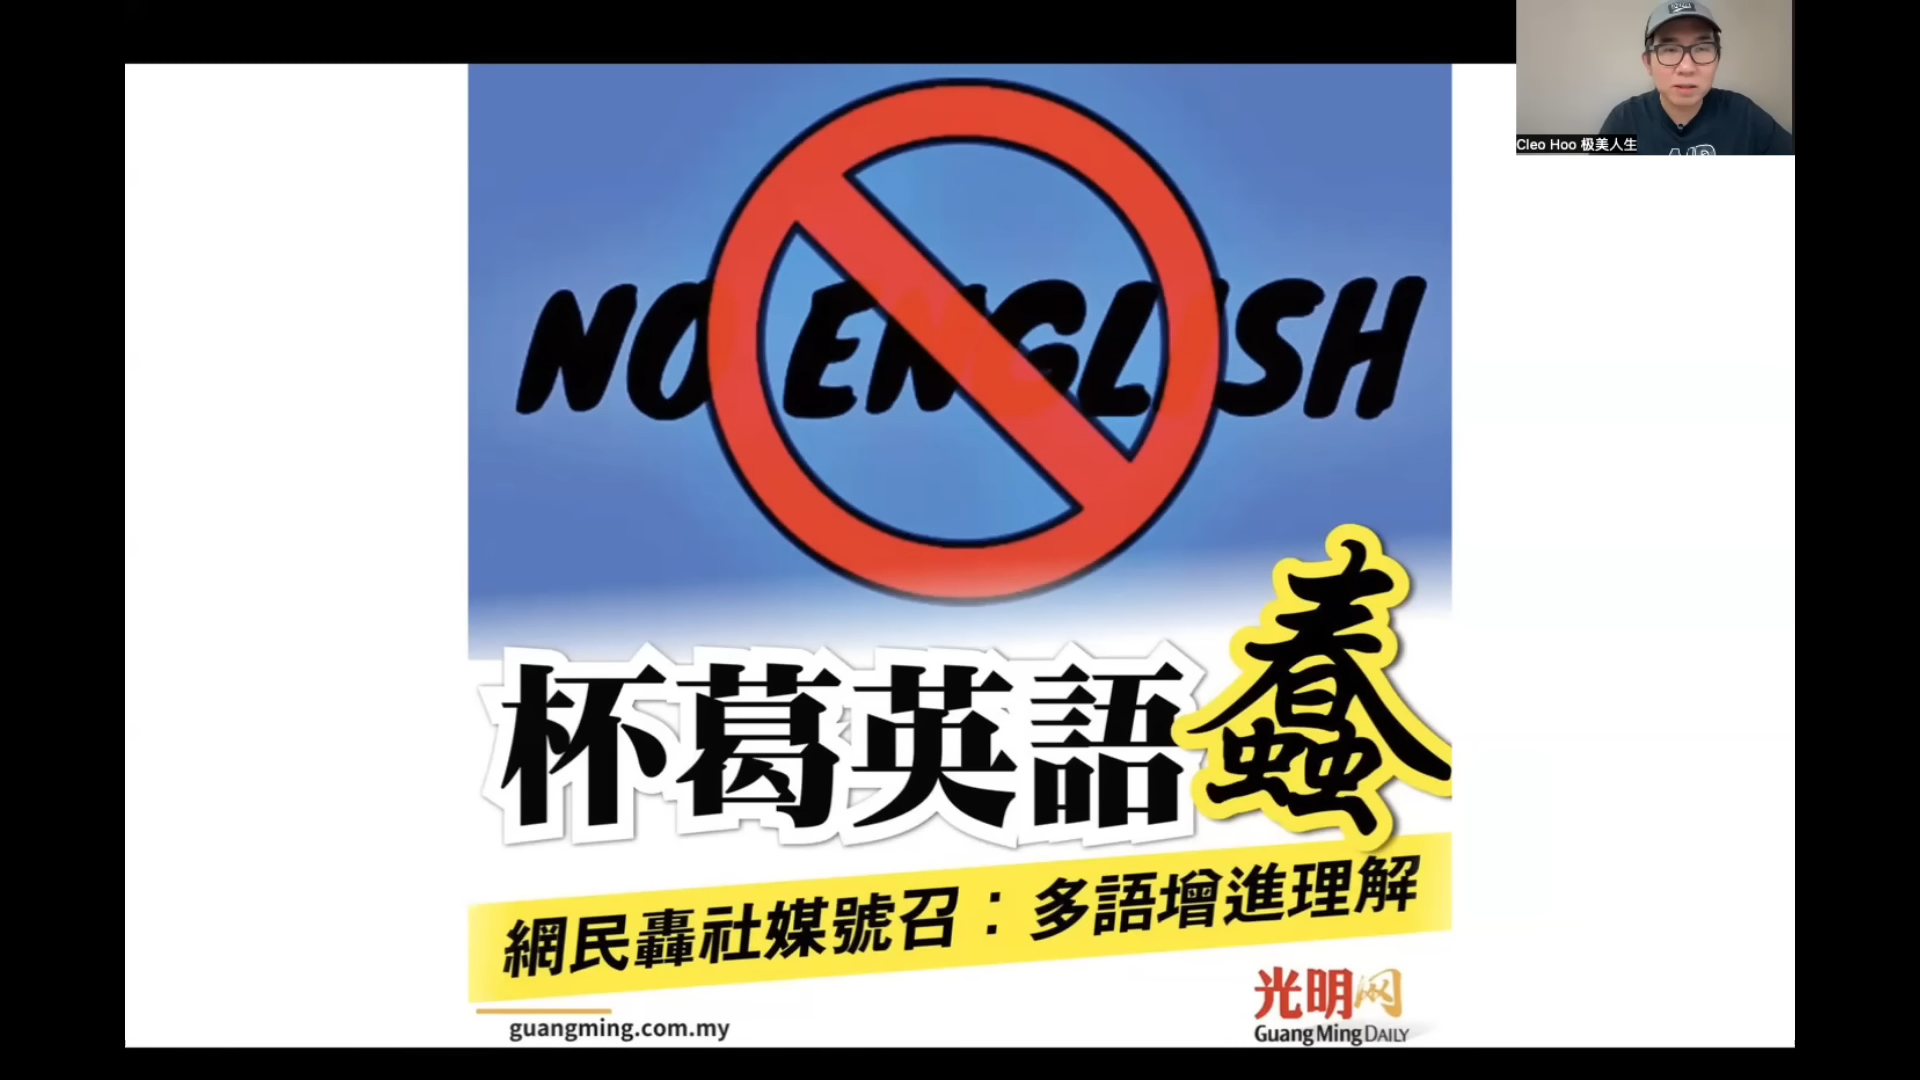 Cleo Hoo 极美人生
NO ENGLISH
杯葛英語蠢
網民轟社媒號召：多語增進理解
guangming.com.my
光明网
Guang Ming DAILY